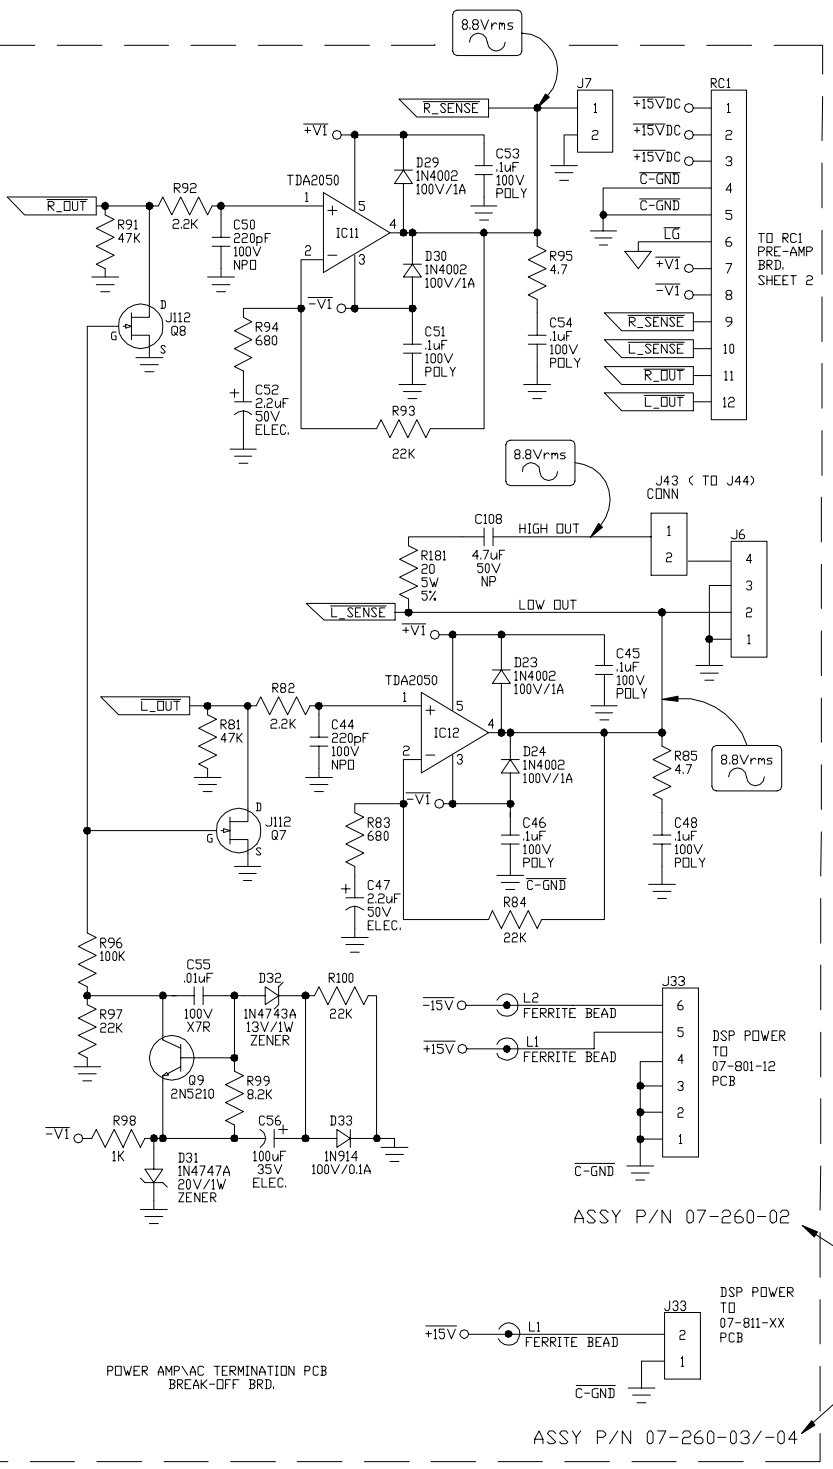 8.8Vrms
J7
RC1
R_SENSE
1
2
+15VDC
1
+15VDC
2
+15VDC
3
C-GND
4
C-GND
5
LG
6
+V1
7
-V1
8
R_SENSE
9
L_SENSE
10
R_OUT
11
L_OUT
12
TO RC1
PRE-AMP
BRD.
SHEET 2
+V1
D29
1N4002
100V/1A
C53
.1uF
100V
POLY
TDA2050
R_OUT
R92
2.2K
R91
47K
C50
220pF
100V
NPO
1
+
5
IC11
4
2
-
3
D30
1N4002
100V/1A
R95
4.7
-V1
J112
Q8
D
G
S
R94
680
C51
.1uF
100V
POLY
C54
.1uF
100V
POLY
+
C52
2.2uF
50V
ELEC.
R93
22K
8.8Vrms
J43 ( TO J44)
CONN
C108
4.7uF
50V
NP
HIGH OUT
1
2
J6
4
3
2
1
R181
20
5W
5%
L_SENSE
LOW OUT
+V1
D23
1N4002
100V/1A
C45
.1uF
100V
POLY
TDA2050
L_OUT
R82
2.2K
R81
47K
C44
220pF
100V
NPO
1
+
5
IC12
4
2
-
3
D24
1N4002
100V/1A
R85
4.7
8.8Vrms
-V1
J112
Q7
D
G
S
R83
680
C46
.1uF
100V
POLY
C-GND
C48
.1uF
100V
POLY
+
C47
2.2uF
50V
ELEC.
R84
22K
R96
100K
C55
.01uF
100V
X7R
D32
1N4743A
13V/1W
ZENER
R100
22K
R97
22K
Q9
2N5210
R99
8.2K
-V1
R98
1K
C56
+
100uF
35V
ELEC.
D33
1N914
100V/0.1A
D31
1N4747A
20V/1W
ZENER
J33
-15V
L2
FERRITE BEAD
6
+15V
L1
FERRITE BEAD
5
4
3
2
1
DSP POWER
TO
07-801-12
PCB
C-GND
ASSY P/N 07-260-02
DSP POWER
TO
07-811-XX
PCB
J33
+15V
L1
FERRITE BEAD
2
1
C-GND
POWER AMP\AC TERMINATION PCB
BREAK-OFF BRD.
ASSY P/N 07-260-03/-04